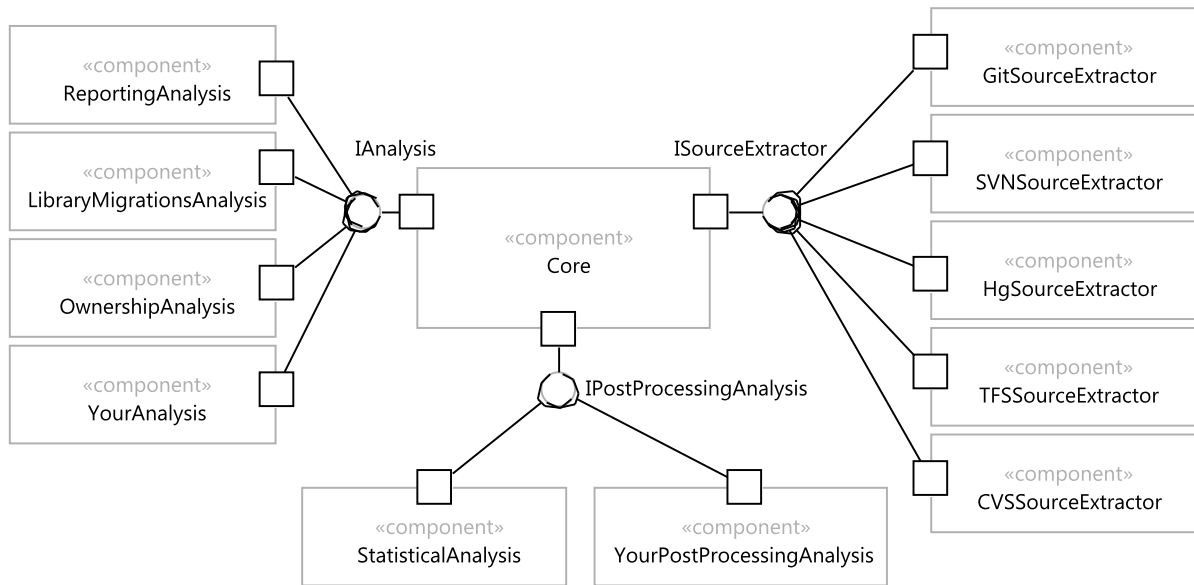 «component»
ReportingAnalysis
«component»
LibraryMigrationsAnalysis
«component»
OwnershipAnalysis
«component»
YourAnalysis
IAnalysis
ISourceExtractor
«component»
Core
IPostProcessingAnalysis
«component»
StatisticalAnalysis
«component»
YourPostProcessingAnalysis
«component»
GitSourceExtractor
«component»
SVNSourceExtractor
«component»
HgSourceExtractor
«component»
TFSSourceExtractor
«component»
CVSSourceExtractor